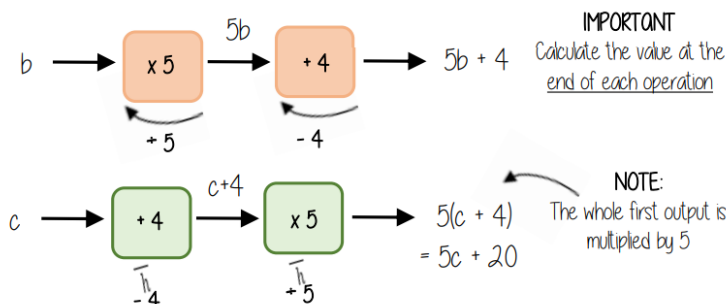 b
x 5
5b
+ 4
5b + 4
÷ 5
- 4
IMPORTANT
Calculate the value at the
end of each operation
c
+ 4
c+4
x 5
5(c + 4)
= 5c + 20
- 4
÷ 5
NOTE:
The whole first output is
multiplied by 5